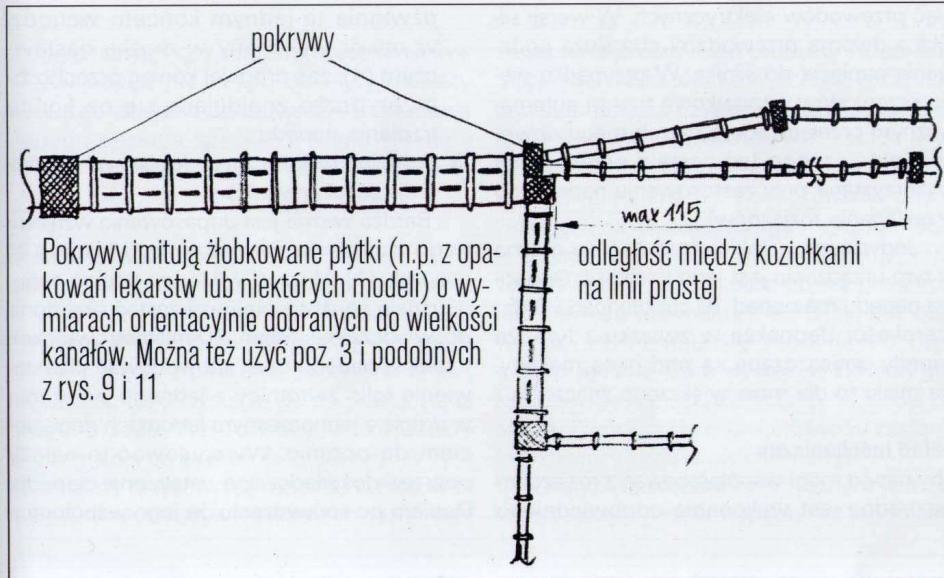 pokrywy
max 115
Pokrywy imitują żłobkowane płytki (n.p. z opa-
kowań lekarstw lub niektórych modeli) o wy-
miarach orientacyjnie dobranych do wielkości
kanałów. Można też użyć poz. 3 i podobnych
z rys. 9 i 11
odległość między koziołkami
na linii prostej